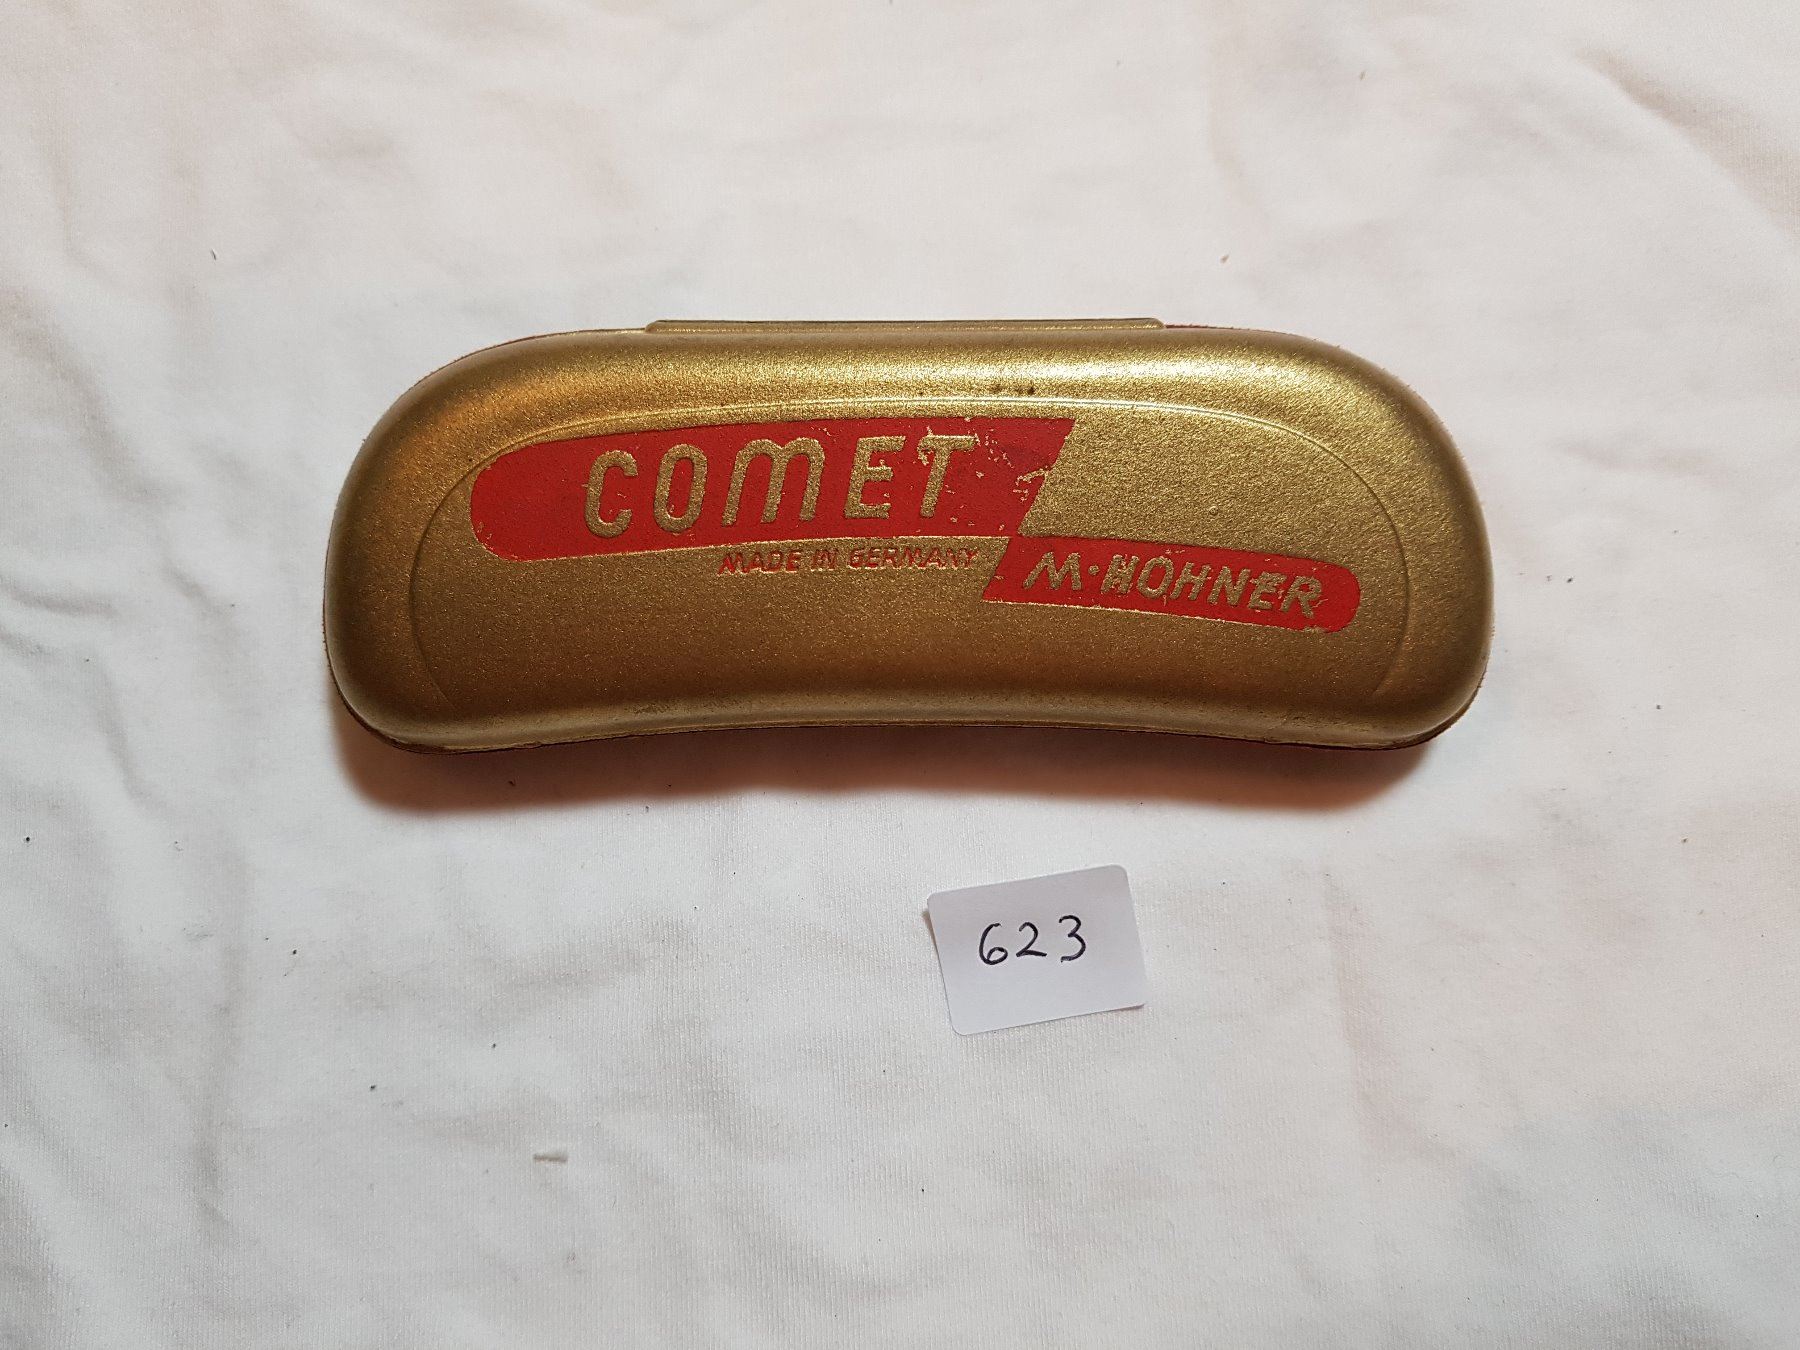 COMET
MADE IN GERMANY
M·HOHNER
623